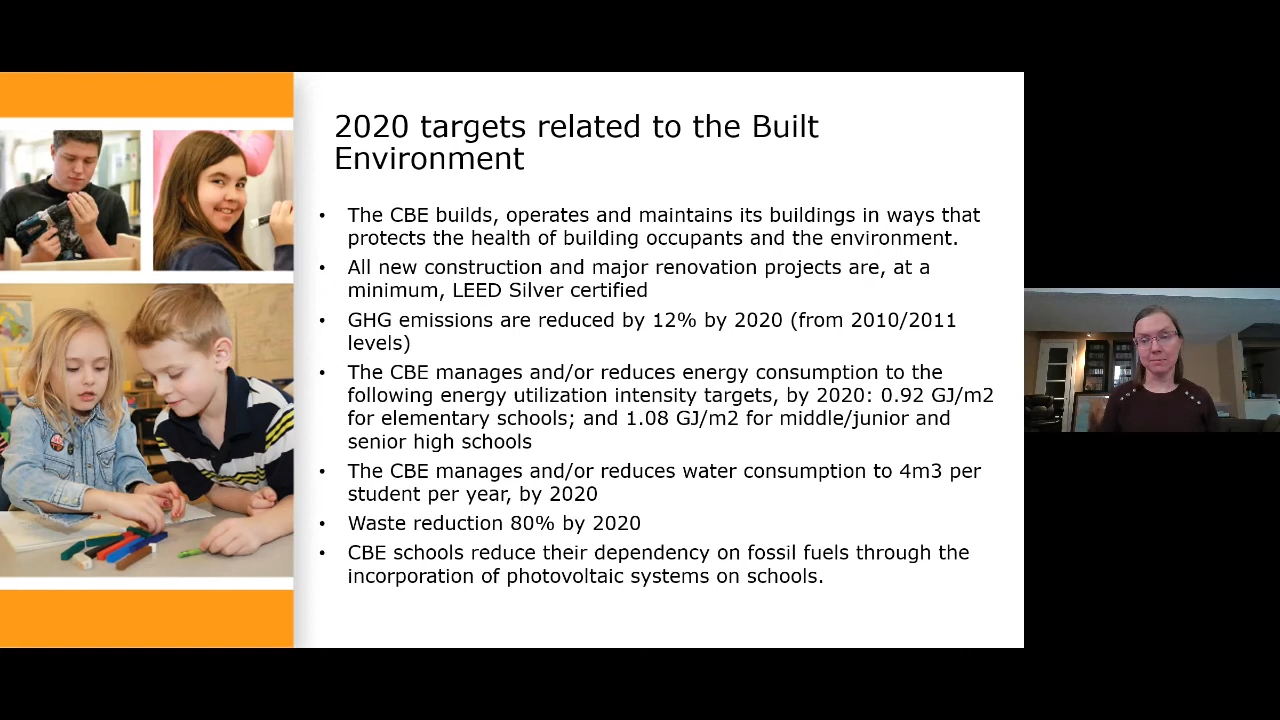 2020 targets related to the Built
Environment
• The CBE builds, operates and maintains its buildings in ways that
protects the health of building occupants and the environment.
• All new construction and major renovation projects are, at a
minimum, LEED Silver certified
• GHG emissions are reduced by 12% by 2020 (from 2010/2011
levels)
• The CBE manages and/or reduces energy consumption to the
following energy utilization intensity targets, by 2020: 0.92 GJ/m2
for elementary schools; and 1.08 GJ/m2 for middle/junior and
senior high schools
• The CBE manages and/or reduces water consumption to 4m3 per
student per year, by 2020
• Waste reduction 80% by 2020
• CBE schools reduce their dependency on fossil fuels through the
incorporation of photovoltaic systems on schools.